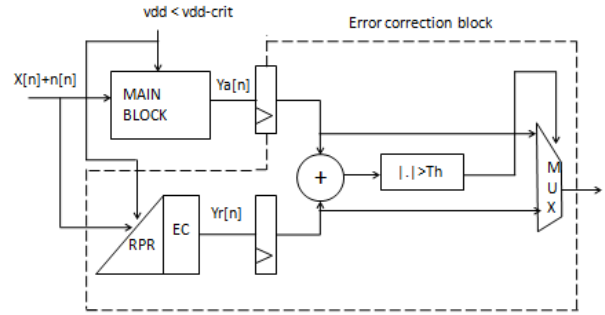 vdd < vdd-crit
Error correction block
X[n]+n[n]
MAIN
BLOCK
Ya[n]
+
|.|>Th
M
U
X
RPR
EC
Yr[n]